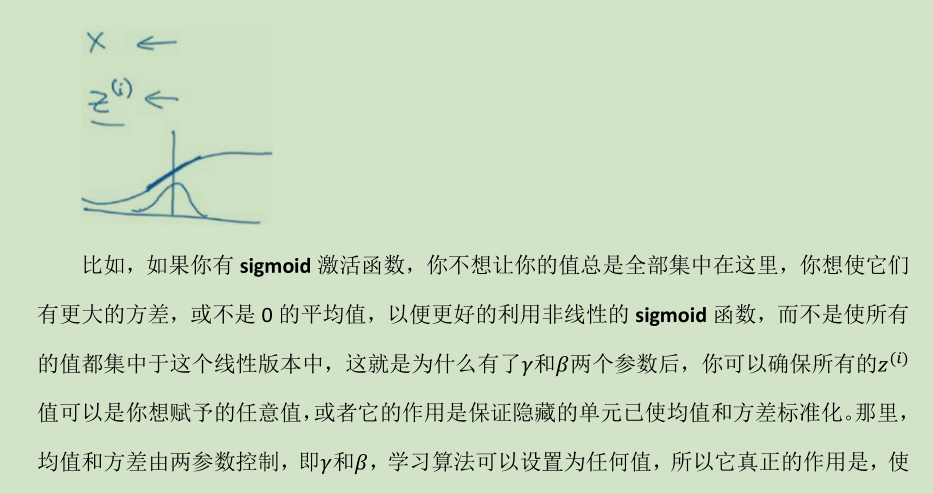 x ←
z⁽ⁱ⁾ ←
比如，如果你有 sigmoid 激活函数，你不想让你的值总是全部集中在这里，你想使它们
有更大的方差，或不是 0 的平均值，以便更好的利用非线性的 sigmoid 函数，而不是使所有
的值都集中于这个线性版本中，这就是为什么有了γ和β两个参数后，你可以确保所有的z⁽ⁱ⁾
值可以是你想赋予的任意值，或者它的作用是保证隐藏的单元已使均值和方差标准化。那里，
均值和方差由两参数控制，即γ和β，学习算法可以设置为任何值，所以它真正的作用是，使